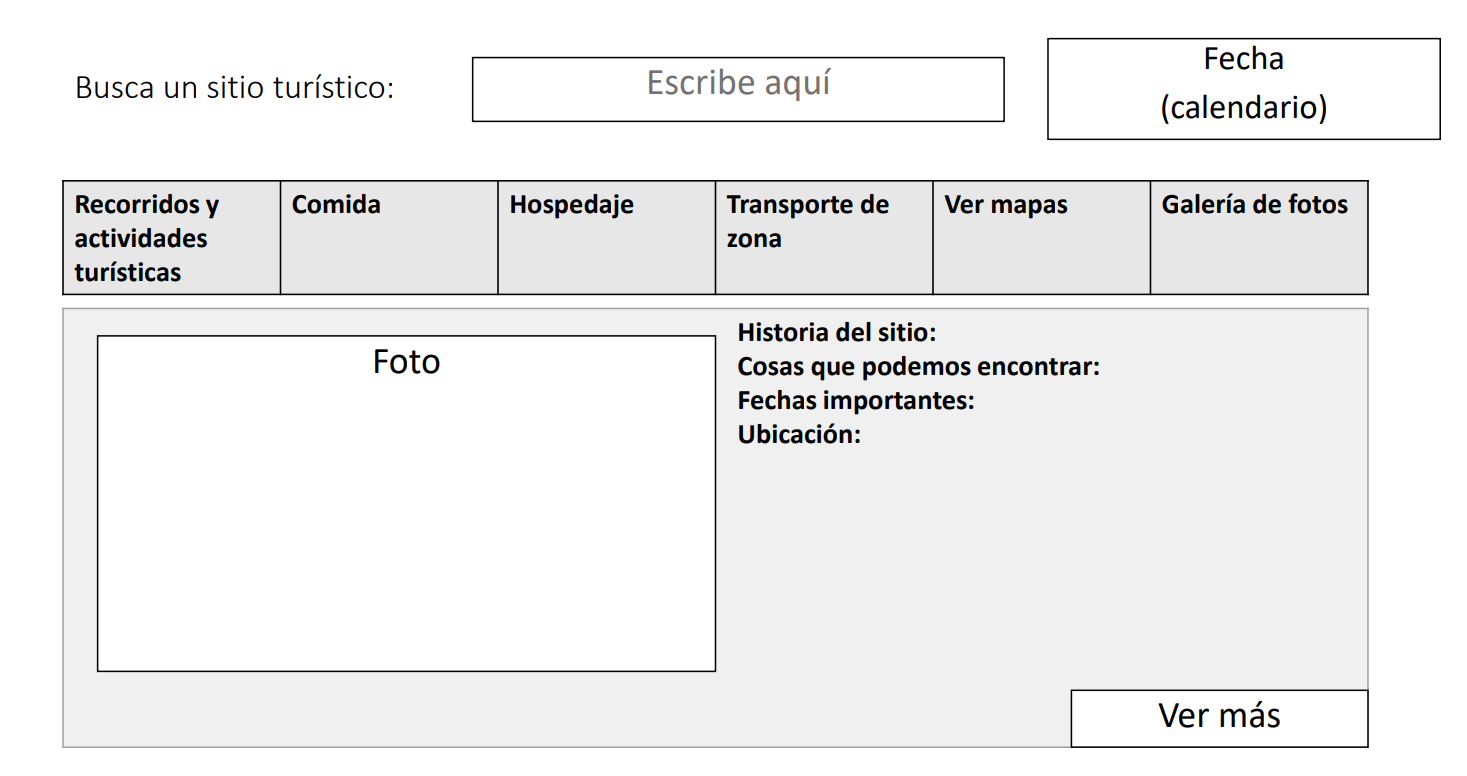 Busca un sitio turístico:
Escribe aquí
Fecha
(calendario)
Recorridos y
actividades
turísticas
Comida
Hospedaje
Transporte de
zona
Ver mapas
Galería de fotos
Foto
Historia del sitio:
Cosas que podemos encontrar:
Fechas importantes:
Ubicación:
Ver más